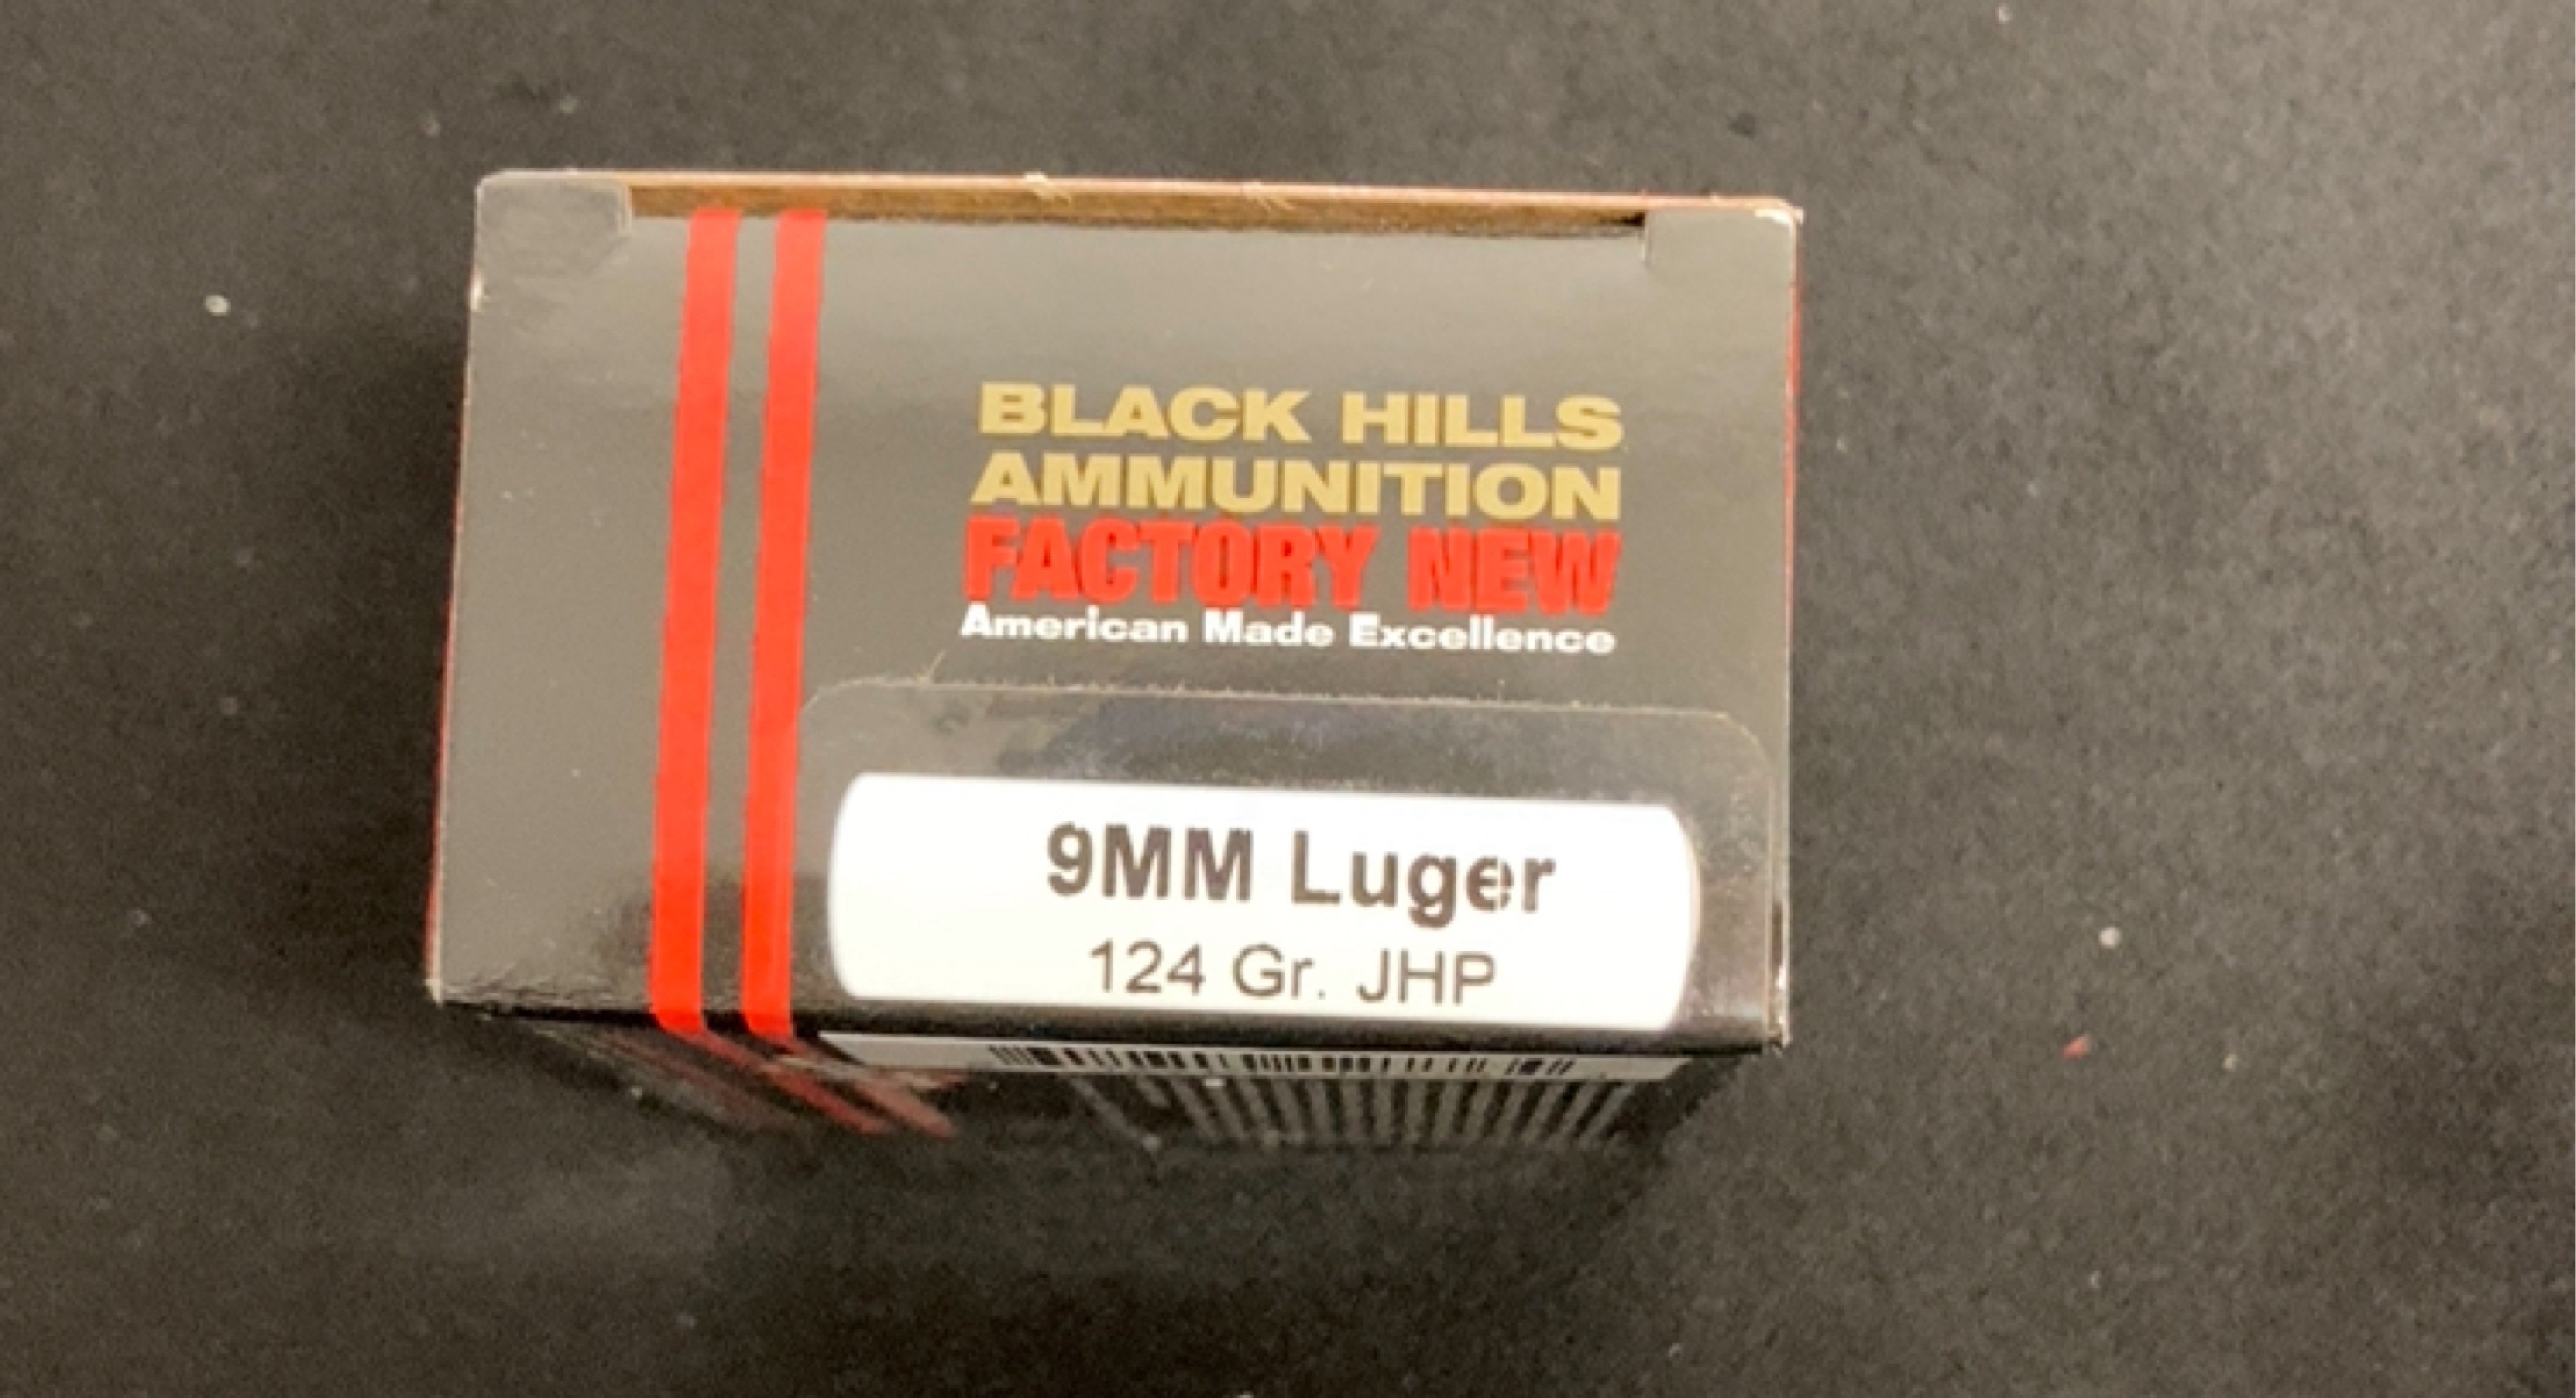 BLACK HILLS
AMMUNITION
FACTORY NEW
American Made Excellence
9MM Luger
124 Gr. JHP